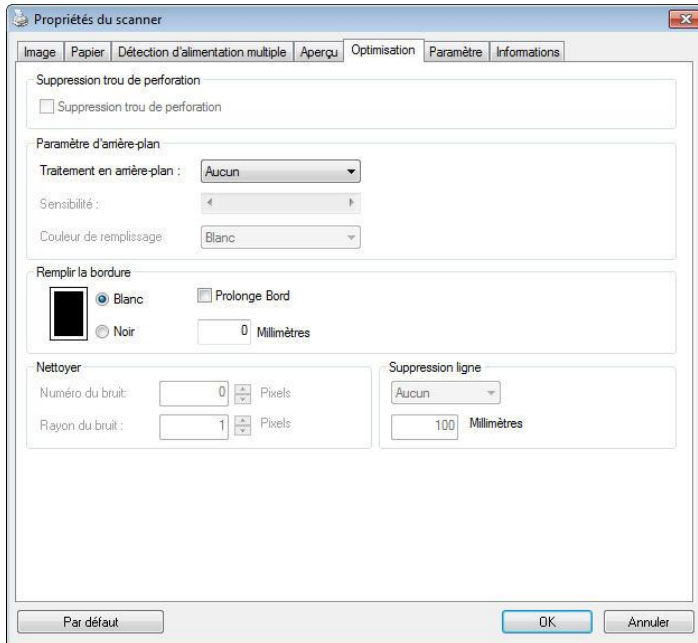 Propriétés du scanner
Image Papier Détection d'alimentation multiple Aperçu Optimisation Paramètre Informations
Suppression trou de perforation
Suppression trou de perforation
Paramètre d'arrière-plan
Traitement en arrière-plan : Aucun
Sensibilité :
Couleur de remplissage Blanc
Remplir la bordure
Blanc Prolonge Bord
Noir 0 Millimètres
Nettoyer Suppression ligne
Numéro du bruit: 0 Pixels Aucun
Rayon du bruit : 1 Pixels 100 Millimètres
Par défaut OK Annuler